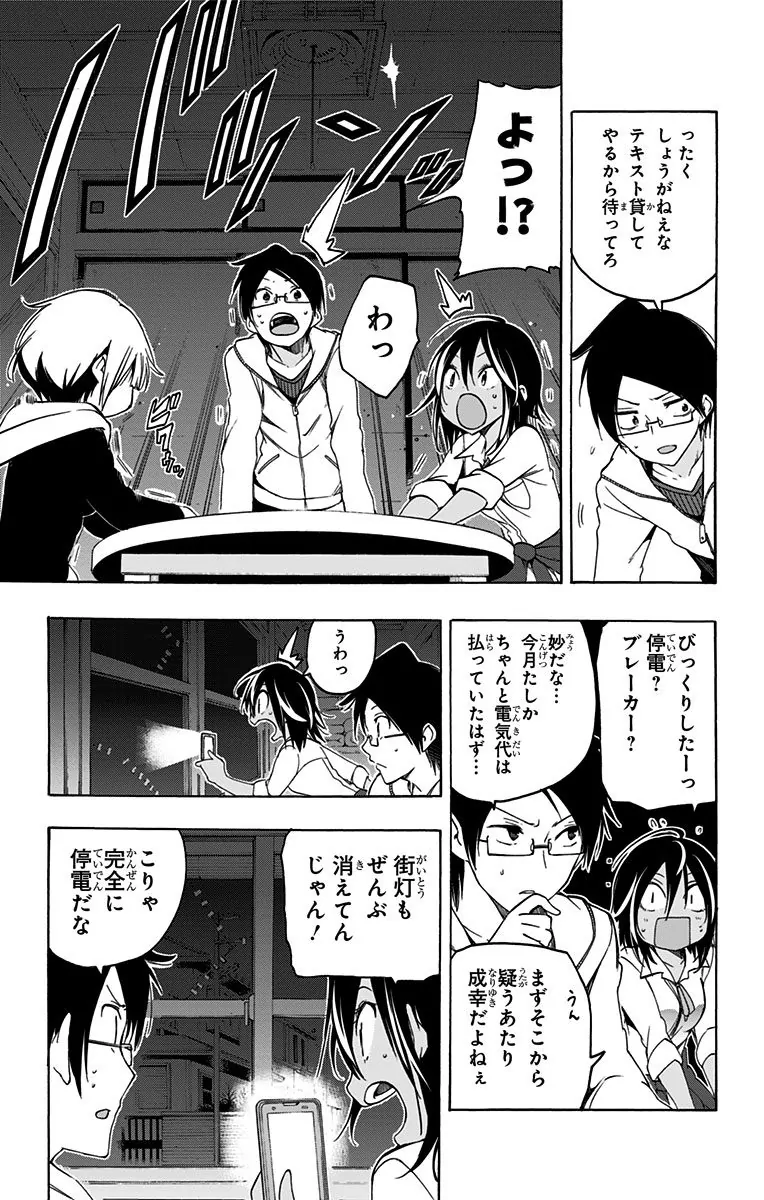 ったく
しょうがねえな
テキスト貸して
やるから待ってろ
よっ!?
わっ
バババーン
ビクゥッ
びっくりしたーっ
停電?
ブレーカー?
妙だな…
今月たしか
ちゃんと電気代は
払っていたはず…
うん
まずそこから
疑うあたり
成幸だよねぇ
うわっ
街灯も
ぜんぶ
消えてん
じゃん!
こりゃ
完全に
停電だな